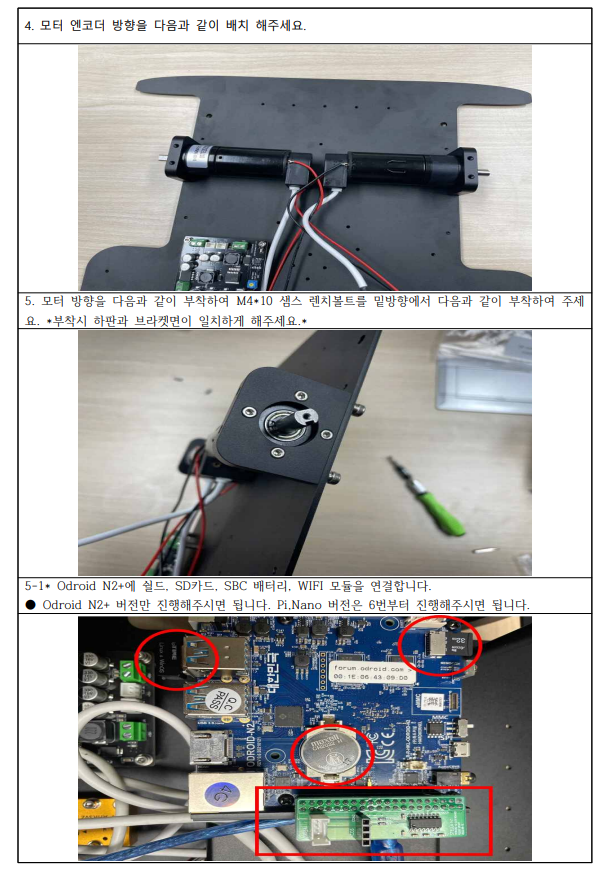 4. 모터 엔코더 방향을 다음과 같이 배치 해주세요.
5. 모터 방향을 다음과 같이 부착하여 M4*10 샘스 렌치볼트를 밑방향에서 다음과 같이 부착하여 주세
요. *부착시 하판과 브라켓면이 일치하게 해주세요.*
5-1* Odroid N2+에 쉴드, SD카드, SBC 배터리, WIFI 모듈을 연결합니다.
● Odroid N2+ 버전만 진행해주시면 됩니다. Pi,Nano 버전은 6번부터 진행해주시면 됩니다.
대한민국
forum.odroid.com >
00:1E:06:43:09:D0
32
Q.C
PASS
ODROID-N2
maxell
4G